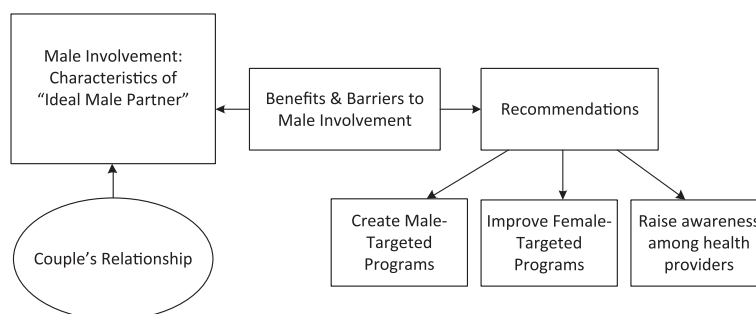 Male Involvement:
Characteristics of
“Ideal Male Partner”
Benefits & Barriers to
Male Involvement
Recommendations
Couple’s Relationship
Create Male-
Targeted
Programs
Improve Female-
Targeted
Programs
Raise awareness
among health
providers